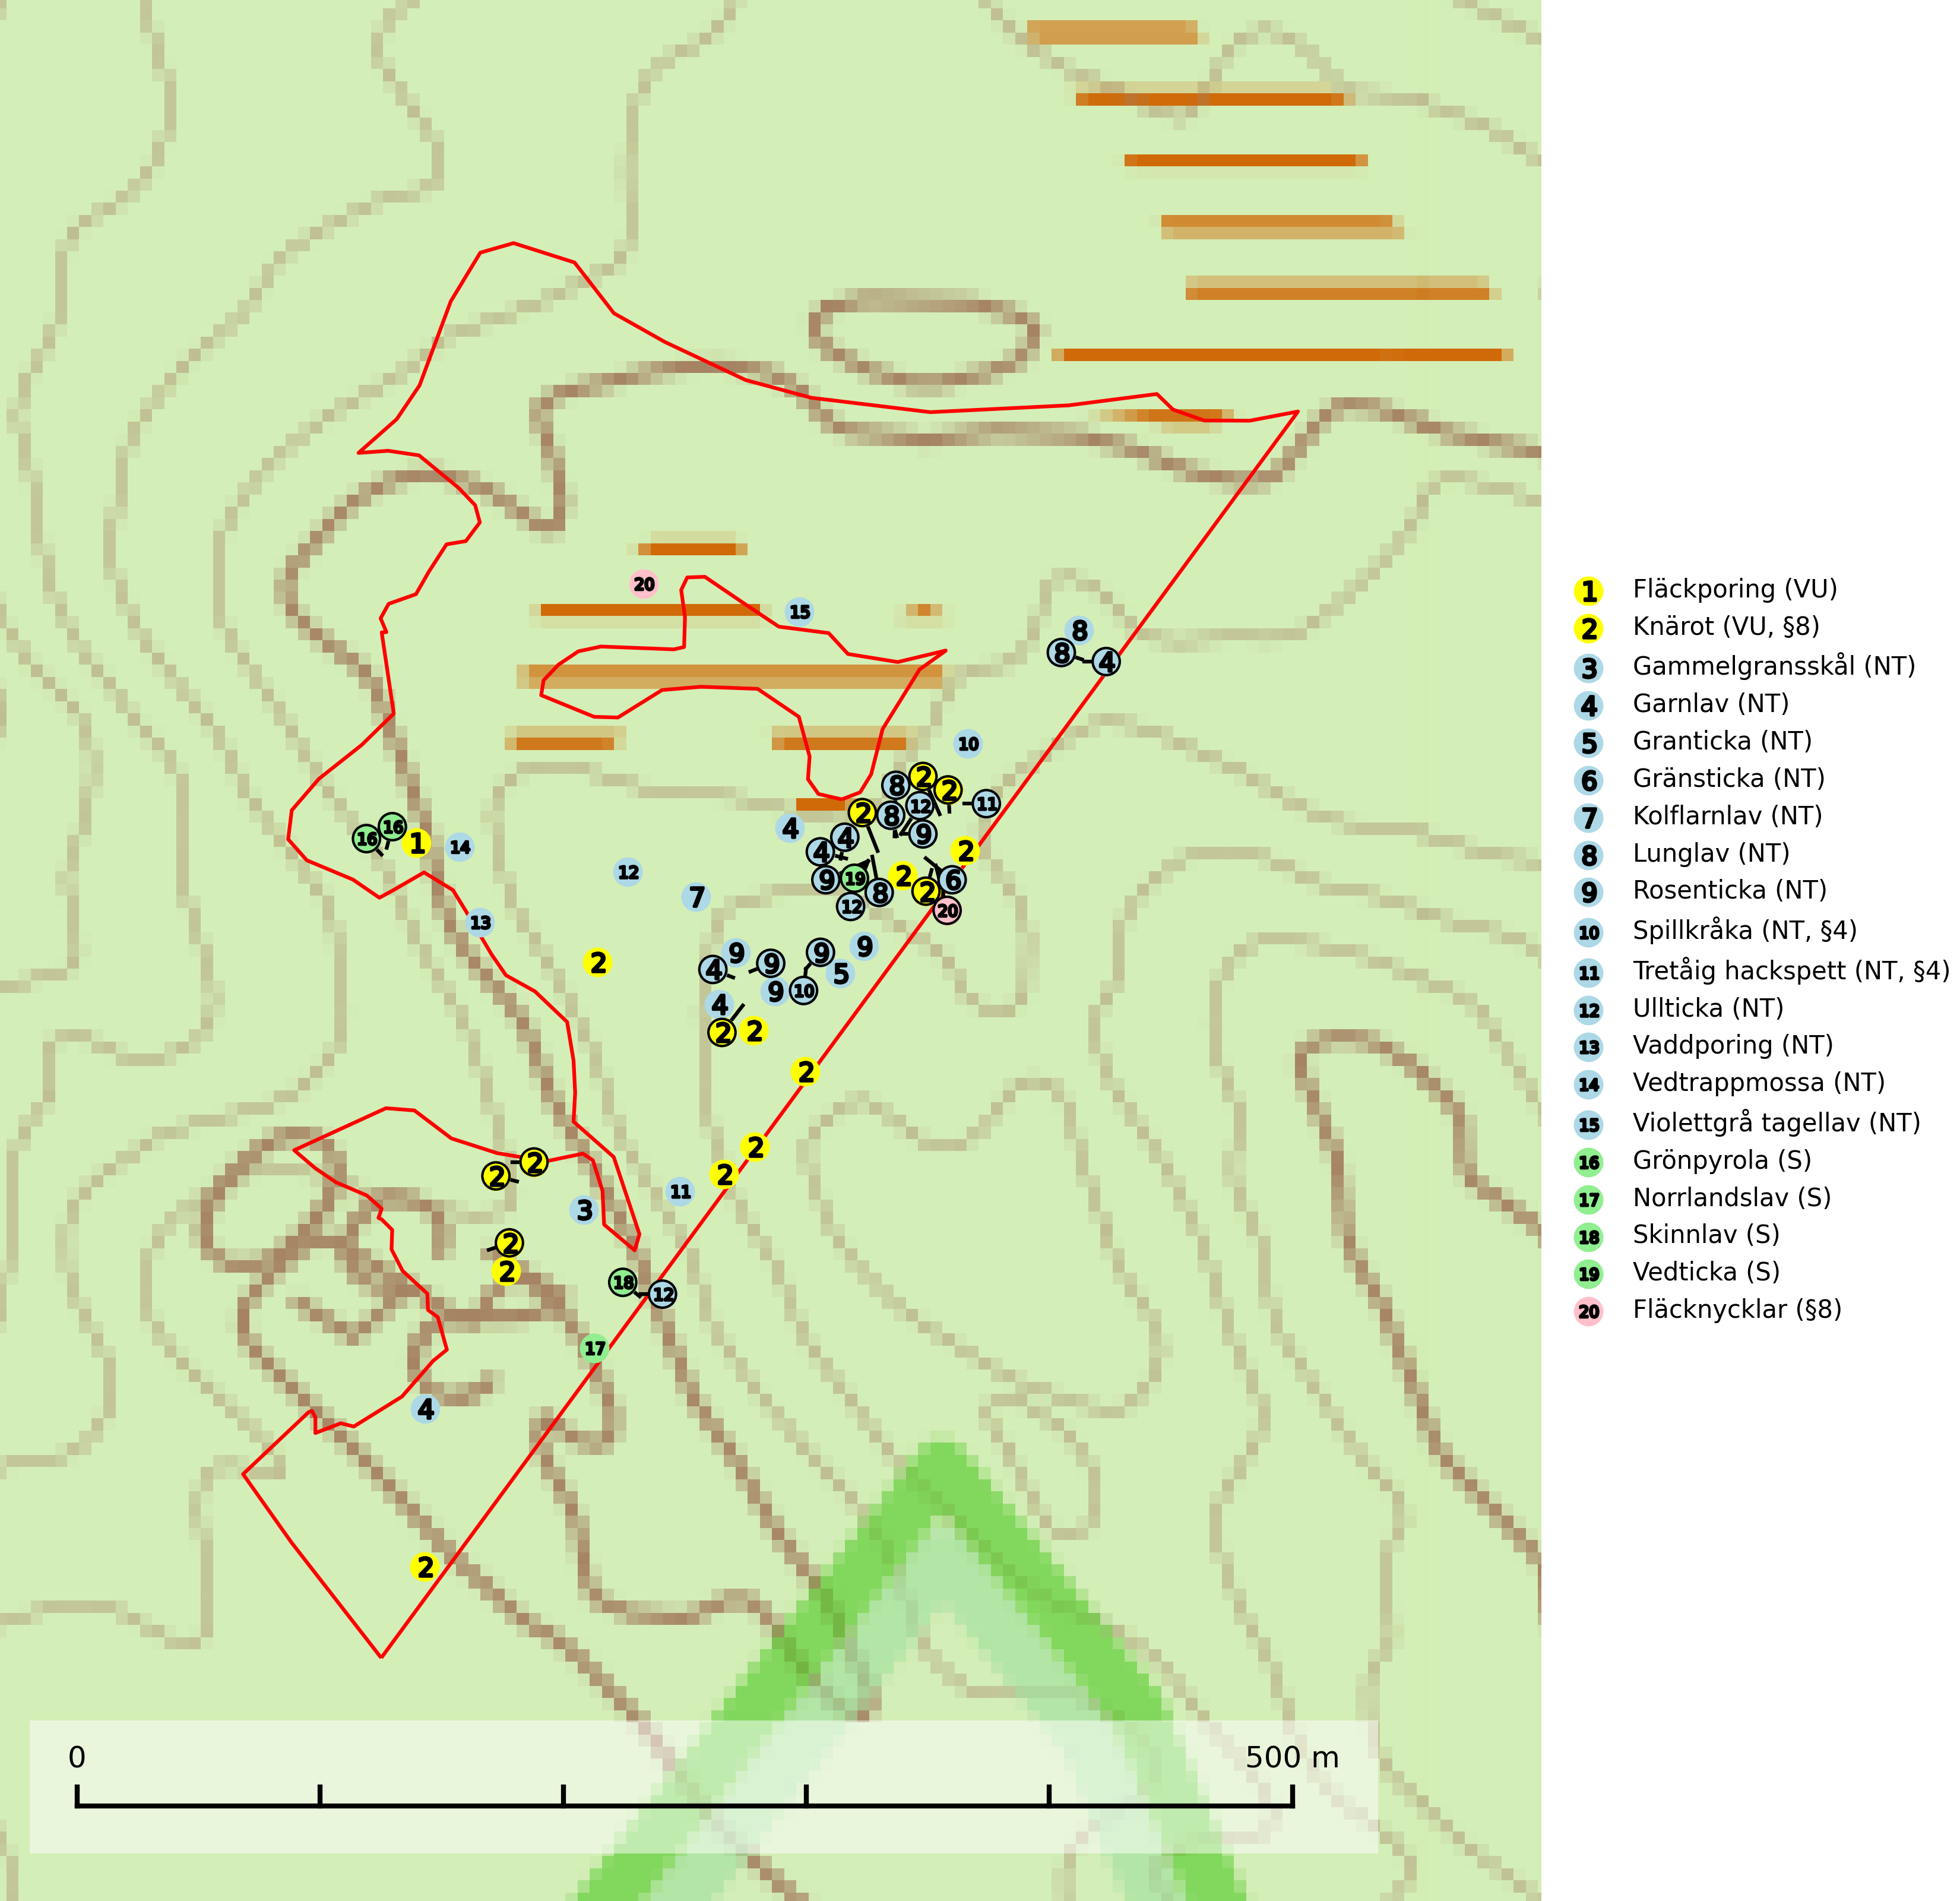 20
15
8
8
4
10
8
2
2
12
11
2
8
9
4
4
16
16
1
14
4
2
12
9
19
2
6
7
8
2
12
20
13
9
9
9
2
4
9
5
9
10
4
2
2
2
2
2
2
2
11
3
2
2
18
12
17
4
2
0
500 m
1 Fläckporing (VU)
2 Knärot (VU, §8)
3 Gammelgransskål (NT)
4 Garnlav (NT)
5 Granticka (NT)
6 Gränsticka (NT)
7 Kolflarnlav (NT)
8 Lunglav (NT)
9 Rosenticka (NT)
10 Spillkråka (NT, §4)
11 Tretåig hackspett (NT, §4)
12 Ullticka (NT)
13 Vaddporing (NT)
14 Vedtrappmossa (NT)
15 Violettgrå tagellav (NT)
16 Grönpyrola (S)
17 Norrlandslav (S)
18 Skinnlav (S)
19 Vedticka (S)
20 Fläcknycklar (§8)